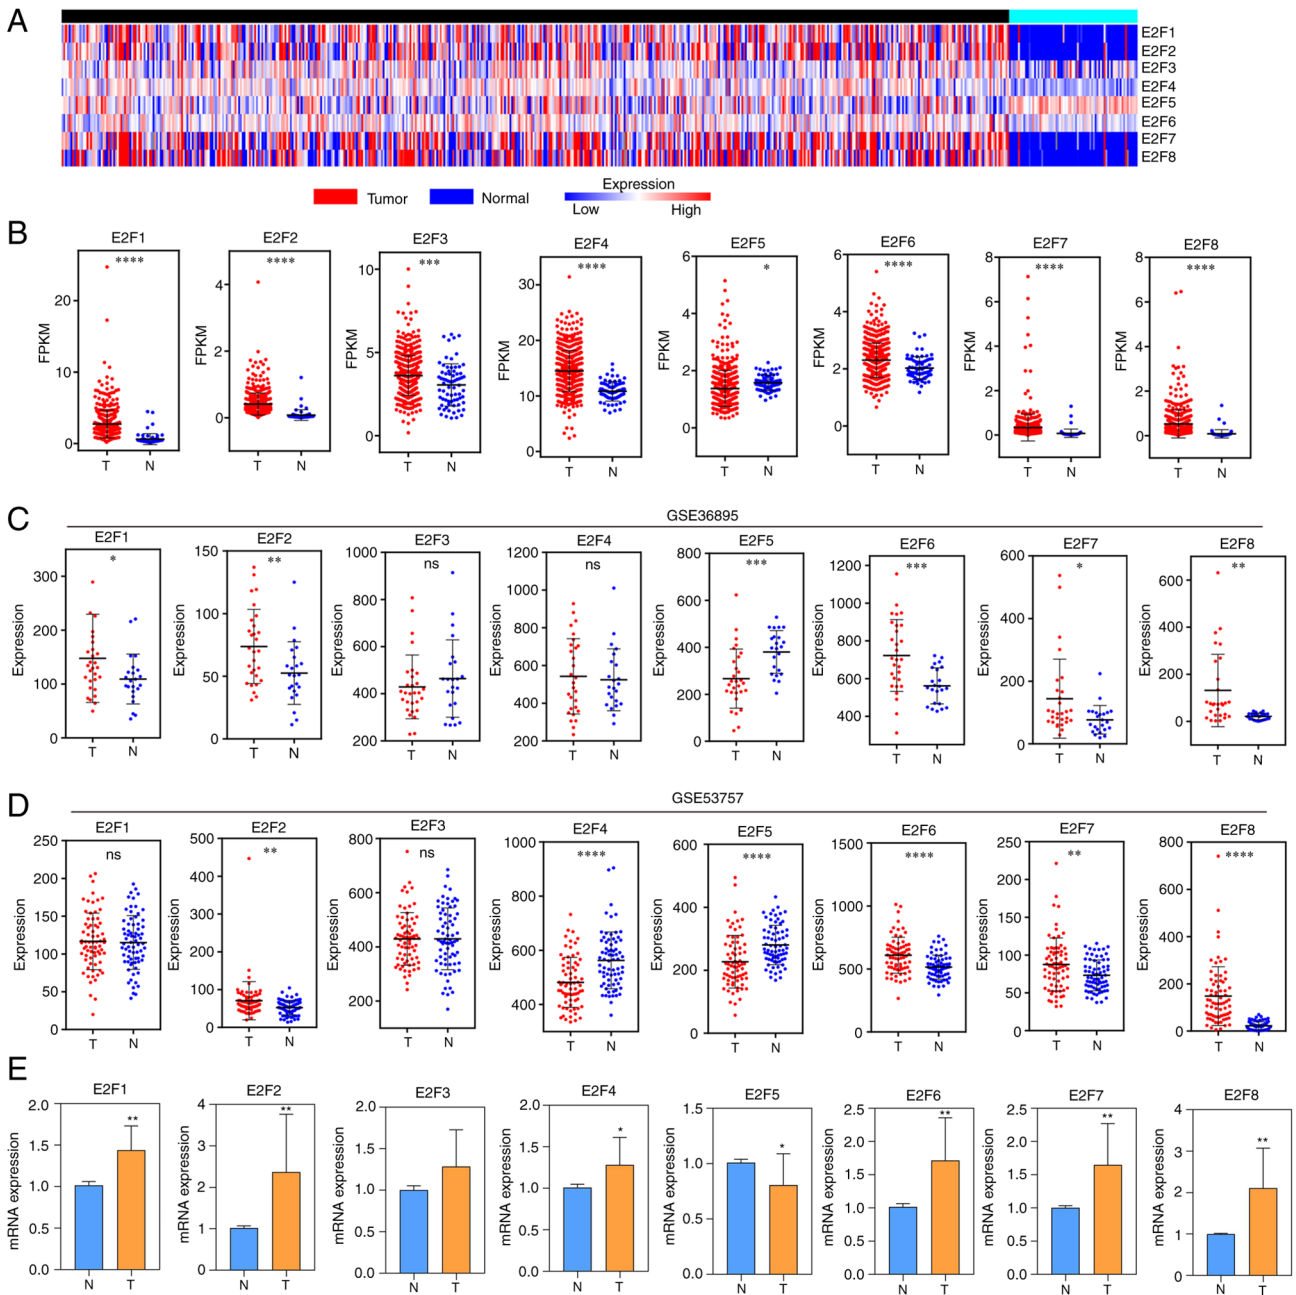 A
E2F1
E2F2
E2F3
E2F4
E2F5
E2F6
E2F7
E2F8
Tumor Normal Expression
Low High
B
E2F1 E2F2 E2F3 E2F4 E2F5 E2F6 E2F7 E2F8
**** **** *** **** * **** **** ****
FPKM
20
10
0
T N
FPKM
4
2
0
T N
FPKM
10
5
0
T N
FPKM
30
20
10
0
T N
FPKM
6
4
2
0
T N
FPKM
6
4
2
0
T N
FPKM
8
6
4
2
0
T N
FPKM
8
6
4
2
0
T N
C
GSE36895
E2F1 E2F2 E2F3 E2F4 E2F5 E2F6 E2F7 E2F8
* ** ns ns *** *** * **
Expression
300
200
100
0
T N
Expression
150
100
50
0
T N
Expression
1000
800
600
400
200
T N
Expression
1200
1000
800
600
400
200
T N
Expression
800
600
400
200
0
T N
Expression
1200
1000
800
600
400
T N
Expression
600
400
200
0
T N
Expression
600
400
200
0
T N
D
GSE53757
E2F1 E2F2 E2F3 E2F4 E2F5 E2F6 E2F7 E2F8
ns ** ns **** **** **** ** ****
Expression
250
200
150
100
50
0
T N
Expression
500
400
300
200
100
0
T N
Expression
800
600
400
200
T N
Expression
1000
800
600
400
T N
Expression
600
400
200
0
T N
Expression
1500
1000
500
0
T N
Expression
250
200
150
100
50
0
T N
Expression
800
600
400
200
0
T N
E
E2F1 E2F2 E2F3 E2F4 E2F5 E2F6 E2F7 E2F8
** ** * * ** ** **
mRNA expression
2.0
1.5
1.0
0.5
0.0
N T
mRNA expression
4
3
2
1
0
N T
mRNA expression
2.0
1.5
1.0
0.5
0.0
N T
mRNA expression
2.0
1.5
1.0
0.5
0.0
N T
mRNA expression
1.5
1.0
0.5
0.0
N T
mRNA expression
2.5
2.0
1.5
1.0
0.5
0.0
N T
mRNA expression
2.5
2.0
1.5
1.0
0.5
0.0
N T
mRNA expression
4
3
2
1
0
N T